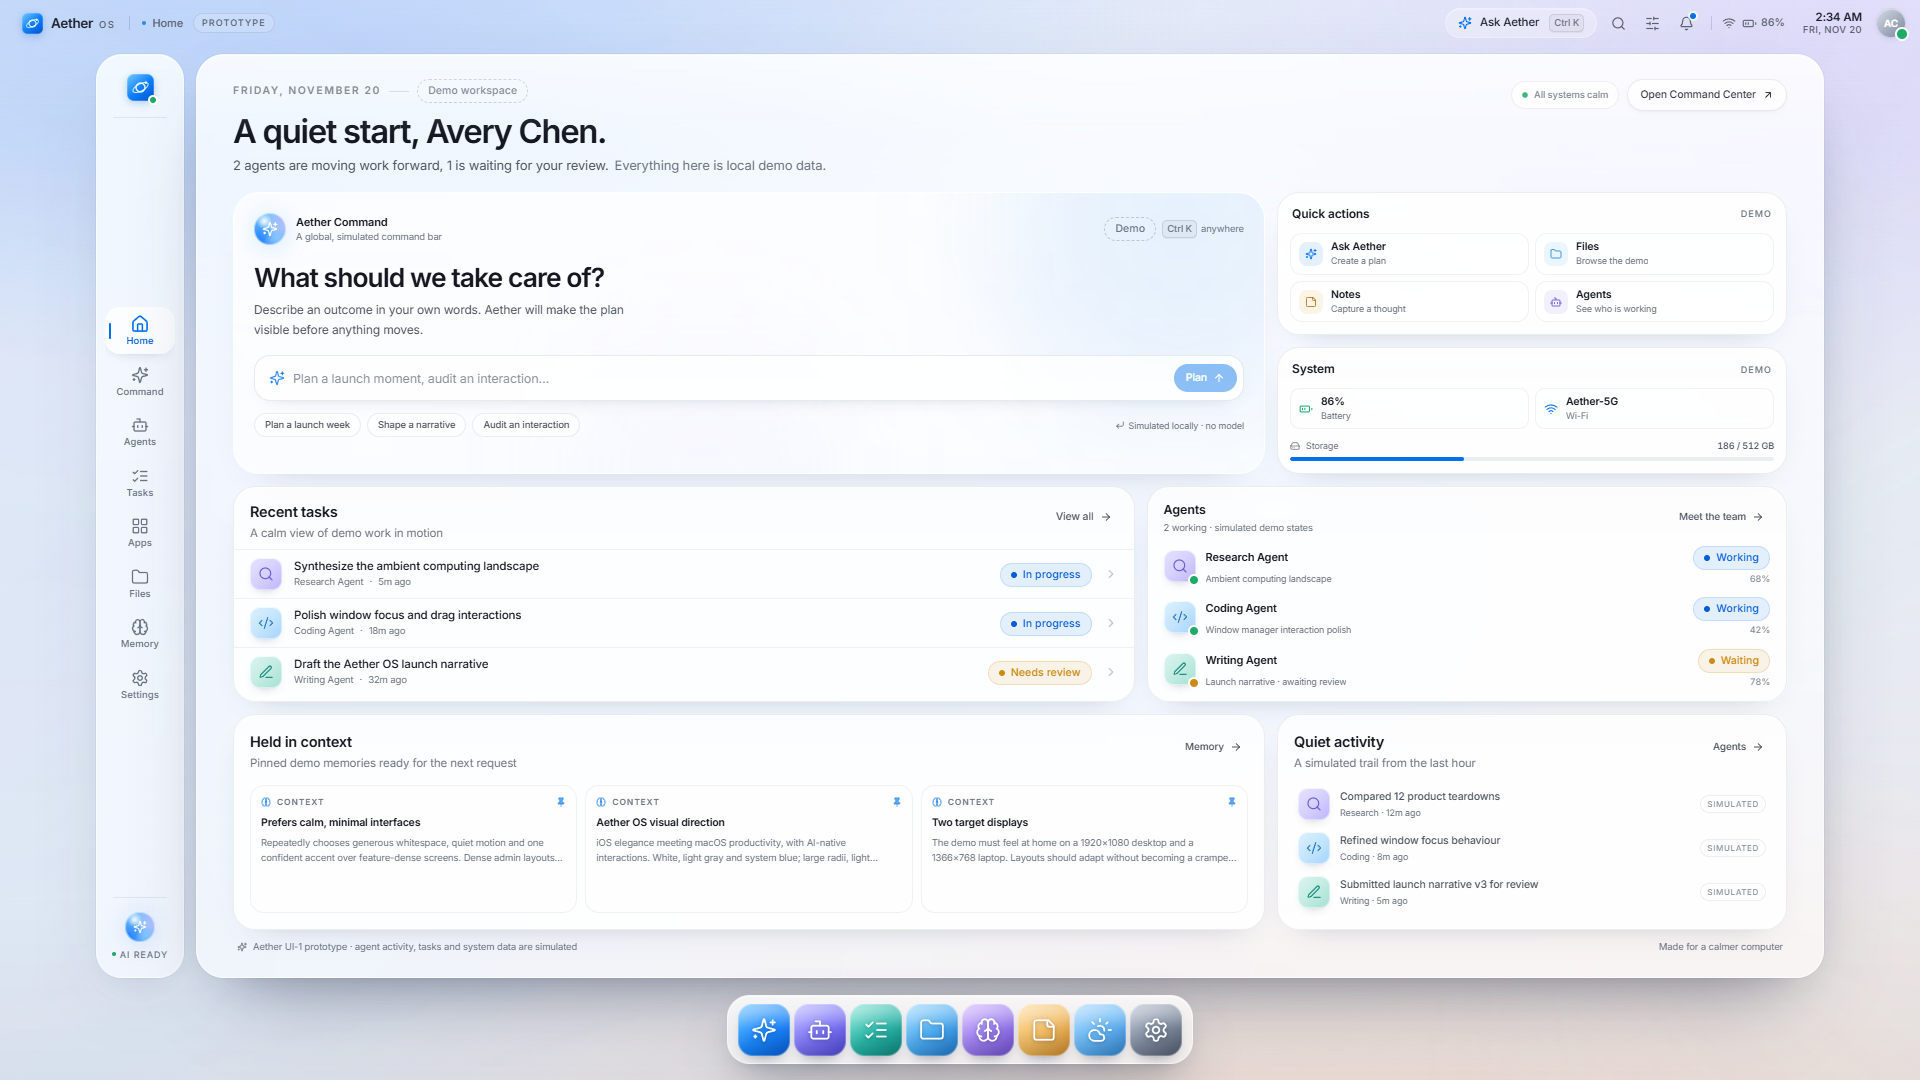 Aether OS
Home
PROTOTYPE
Ask Aether Ctrl K
86%
2:34 AM
FRI, NOV 20
AC
Home
Command
Agents
Tasks
Apps
Files
Memory
Settings
AI READY
FRIDAY, NOVEMBER 20
Demo workspace
All systems calm
Open Command Center
A quiet start, Avery Chen.
2 agents are moving work forward, 1 is waiting for your review. Everything here is local demo data.
Aether Command
A global, simulated command bar
Demo Ctrl K anywhere
What should we take care of?
Describe an outcome in your own words. Aether will make the plan
visible before anything moves.
Plan a launch moment, audit an interaction...
Plan
Plan a launch week
Shape a narrative
Audit an interaction
Simulated locally · no model
Quick actions
DEMO
Ask Aether
Create a plan
Files
Browse the demo
Notes
Capture a thought
Agents
See who is working
System
DEMO
86%
Battery
Aether-5G
Wi-Fi
Storage
186 / 512 GB
Recent tasks
A calm view of demo work in motion
View all
Synthesize the ambient computing landscape
Research Agent · 5m ago
In progress
Polish window focus and drag interactions
Coding Agent · 18m ago
In progress
Draft the Aether OS launch narrative
Writing Agent · 32m ago
Needs review
Agents
2 working · simulated demo states
Meet the team
Research Agent
Ambient computing landscape
Working
68%
Coding Agent
Window manager interaction polish
Working
42%
Writing Agent
Launch narrative · awaiting review
Waiting
78%
Held in context
Pinned demo memories ready for the next request
Memory
CONTEXT
Prefers calm, minimal interfaces
Repeatedly chooses generous whitespace, quiet motion and one
confident accent over feature-dense screens. Dense admin layouts...
CONTEXT
Aether OS visual direction
iOS elegance meeting macOS productivity, with AI-native
interactions. White, light gray and system blue; large radii, light...
CONTEXT
Two target displays
The demo must feel at home on a 1920×1080 desktop and a
1366×768 laptop. Layouts should adapt without becoming a crampe...
Quiet activity
A simulated trail from the last hour
Agents
Compared 12 product teardowns
Research · 12m ago
SIMULATED
Refined window focus behaviour
Coding · 8m ago
SIMULATED
Submitted launch narrative v3 for review
Writing · 5m ago
SIMULATED
Aether UI-1 prototype · agent activity, tasks and system data are simulated
Made for a calmer computer